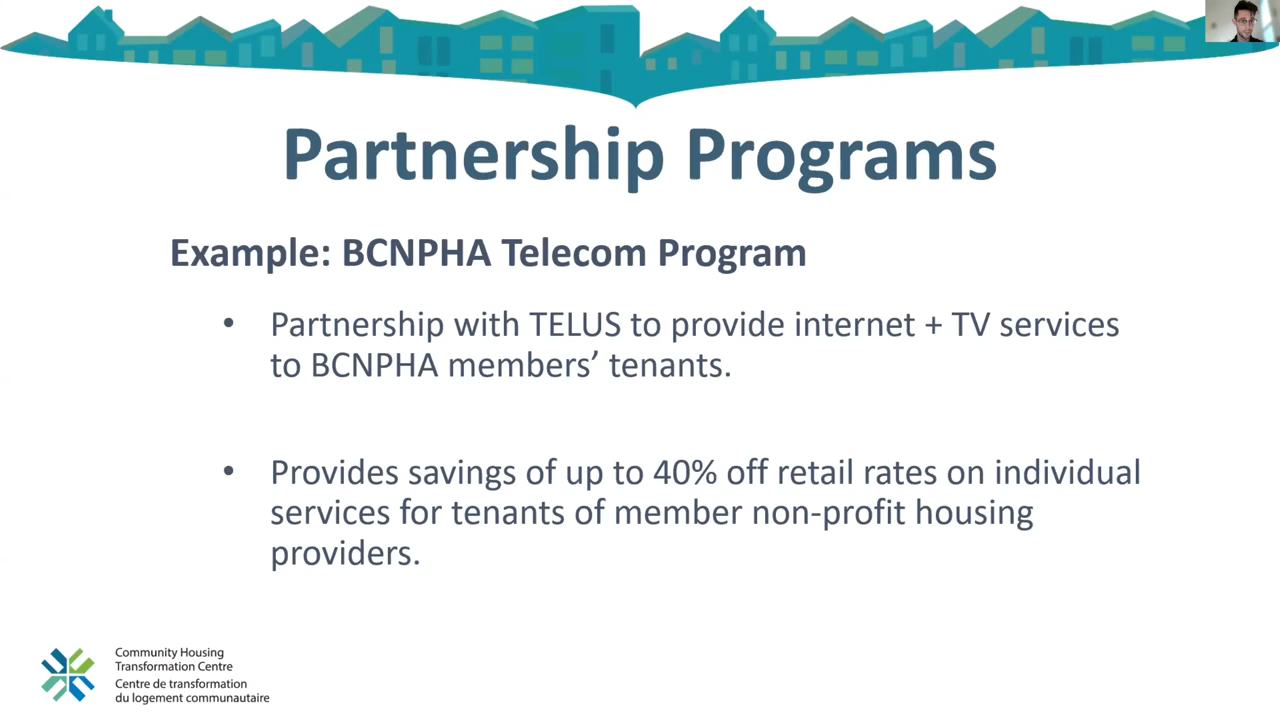 Partnership Programs
Example: BCNPHA Telecom Program
• Partnership with TELUS to provide internet + TV services
to BCNPHA members’ tenants.
• Provides savings of up to 40% off retail rates on individual
services for tenants of member non-profit housing
providers.
Community Housing
Transformation Centre
Centre de transformation
du logement communautaire